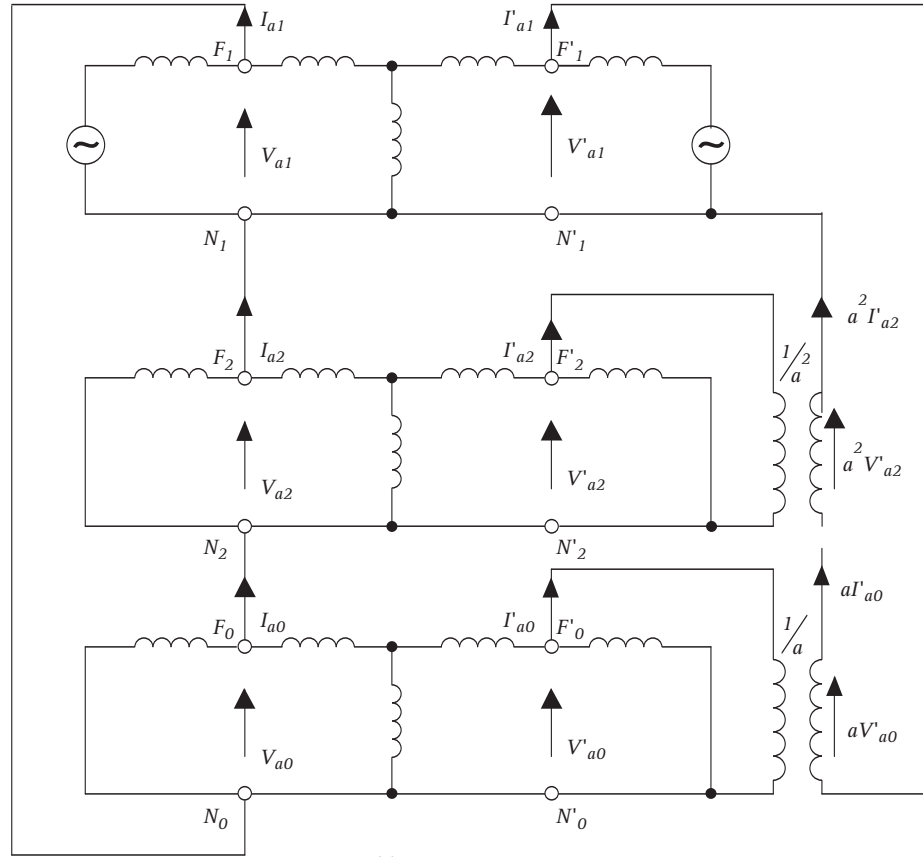 I_a1 I'_a1
F_1 F'_1
V_a1 V'_a1
N_1 N'_1
a^2 I'_a2
F_2 I_a2 I'_a2 F'_2 1/a^2
V_a2 V'_a2 a^2 V'_a2
N_2 N'_2
aI'_a0
F_0 I_a0 I'_a0 F'_0 1/a
V_a0 V'_a0 aV'_a0
N_0 N'_0